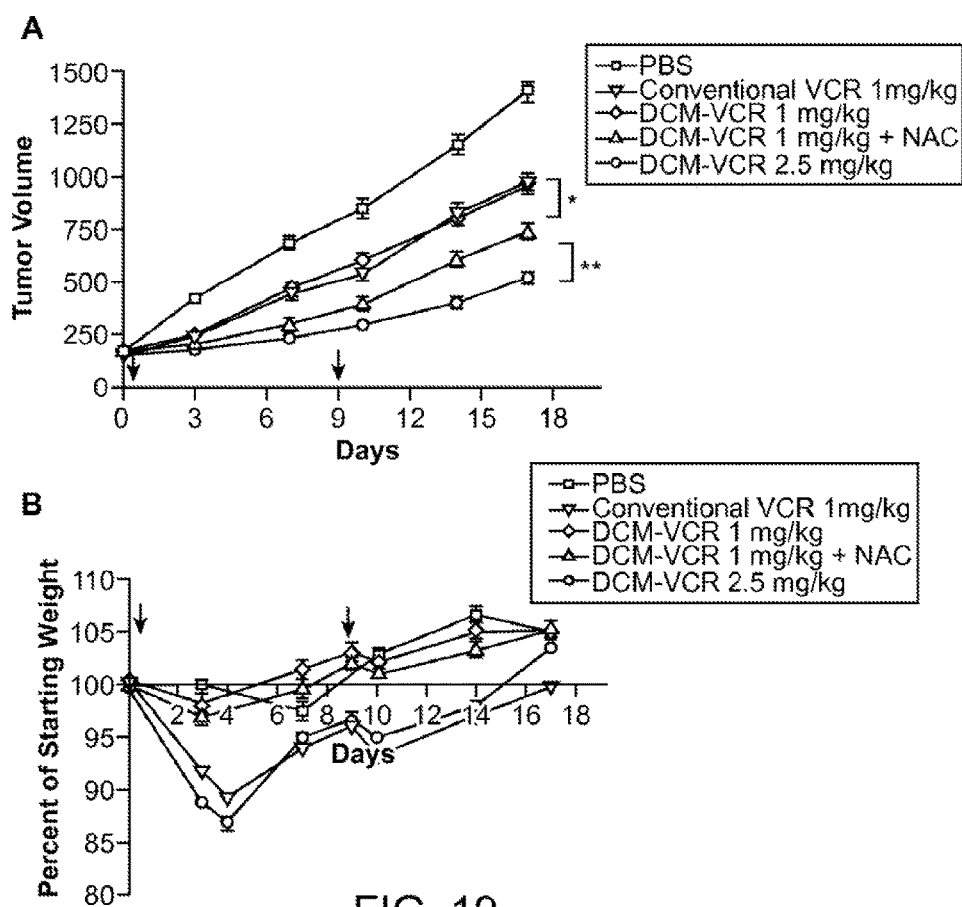 A
1500
1250
1000
750
500
250
0
Tumor Volume
0 3 6 9 12 15 18
Days
PBS
Conventional VCR 1mg/kg
DCM-VCR 1 mg/kg
DCM-VCR 1 mg/kg + NAC
DCM-VCR 2.5 mg/kg
*
**
B
PBS
Conventional VCR 1mg/kg
DCM-VCR 1 mg/kg
DCM-VCR 1 mg/kg + NAC
DCM-VCR 2.5 mg/kg
110
105
100
95
90
85
80
Percent of Starting Weight
2 4 6 8 10 12 14 16 18
Days